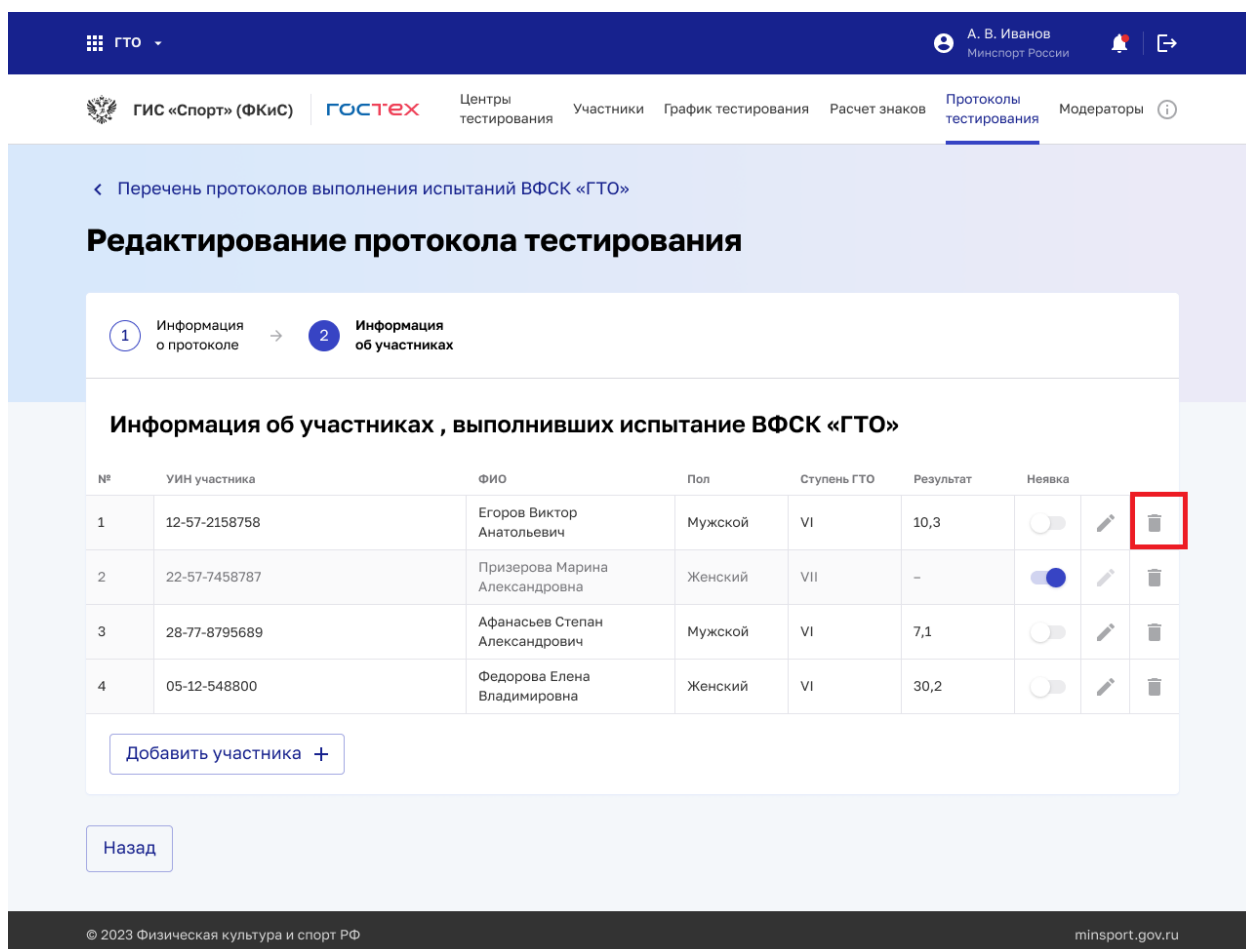 ГТО
А. В. Иванов
Минспорт России
ГИС «Спорт» (ФКиС)
ГОСТЕХ
Центры
тестирования
Участники
График тестирования
Расчет знаков
Протоколы
тестирования
Модераторы
Перечень протоколов выполнения испытаний ВФСК «ГТО»
Редактирование протокола тестирования
1
Информация
о протоколе
2
Информация
об участниках
Информация об участниках , выполнивших испытание ВФСК «ГТО»
№ УИН участника ФИО Пол Ступень ГТО Результат Неявка
1 12-57-2158758 Егоров Виктор Мужской VI 10,3
Анатольевич
2 22-57-7458787 Призерова Марина Женский VII –
Александровна
3 28-77-8795689 Афанасьев Степан Мужской VI 7,1
Александрович
4 05-12-548800 Федорова Елена Женский VI 30,2
Владимировна
Добавить участника +
Назад
© 2023 Физическая культура и спорт РФ
minsport.gov.ru